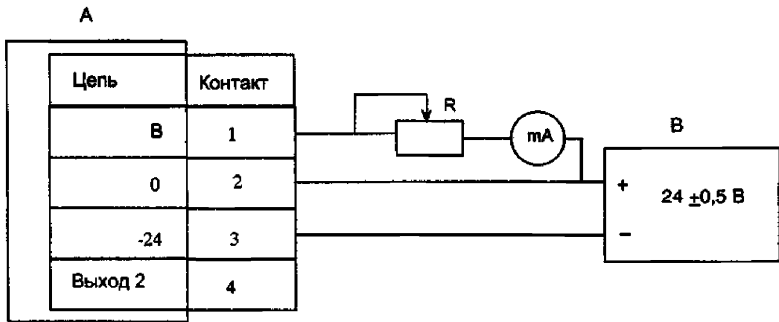 А
Цепь Контакт
В 1
0 2
-24 3
Выход 2 4
R
mA
В
+ 24 ±0,5 В
−